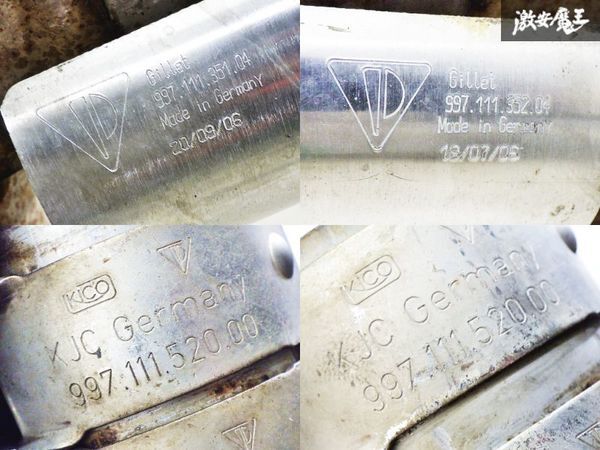 激安魔王
Gillet
997.111.351.04
Made in Germany
20/09/06
Gillet
997.111.352.04
Made in Germany
18/07/06
KICO
KJC Germany
997.111.520.00
KICO
KJC Germany
997.111.520.00